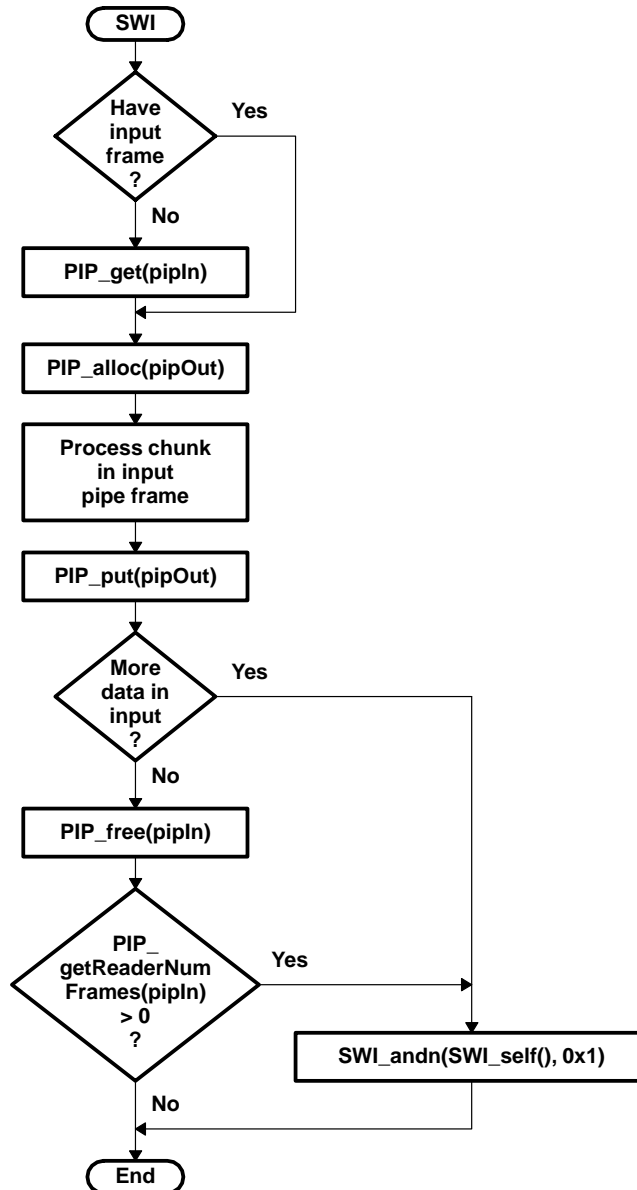 SWI
Have
input
frame
?
Yes
No
PIP_get(pipIn)
PIP_alloc(pipOut)
Process chunk
in input
pipe frame
PIP_put(pipOut)
More
data in
input
?
Yes
No
PIP_free(pipIn)
PIP_
getReaderNum
Frames(pipIn)
> 0
?
Yes
SWI_andn(SWI_self(), 0x1)
No
End